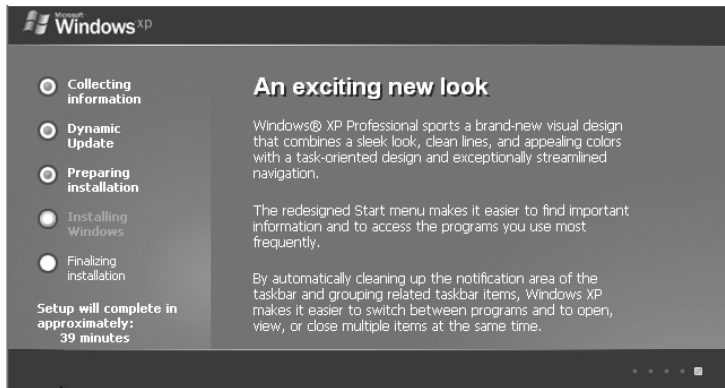 Microsoft
Windows xp
Collecting
information
Dynamic
Update
Preparing
installation
Installing
Windows
Finalizing
installation
Setup will complete in
approximately:
39 minutes
An exciting new look
Windows® XP Professional sports a brand-new visual design
that combines a sleek look, clean lines, and appealing colors
with a task-oriented design and exceptionally streamlined
navigation.
The redesigned Start menu makes it easier to find important
information and to access the programs you use most
frequently.
By automatically cleaning up the notification area of the
taskbar and grouping related taskbar items, Windows XP
makes it easier to switch between programs and to open,
view, or close multiple items at the same time.